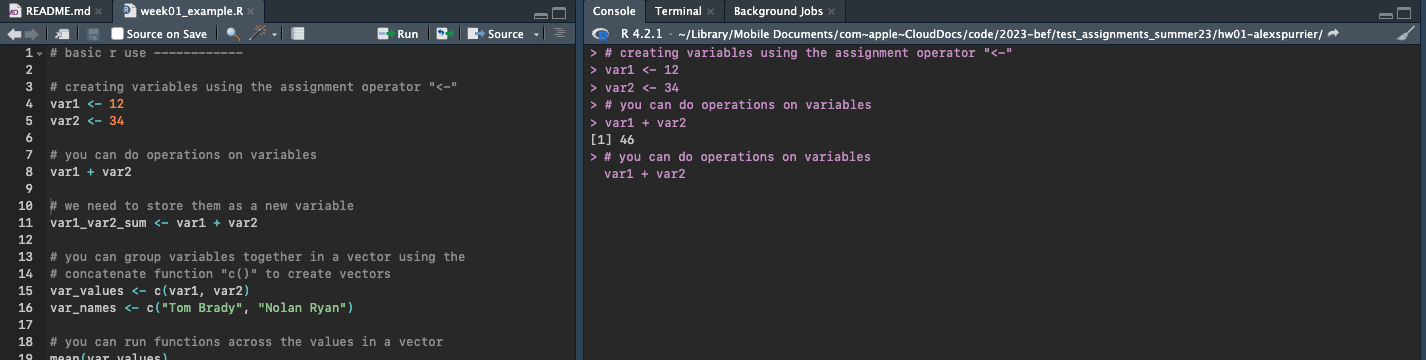 README.md × week01_example.R ×
Source on Save Run Source
1 # basic r use ------------
2
3 # creating variables using the assignment operator "<-"
4 var1 <- 12
5 var2 <- 34
6
7 # you can do operations on variables
8 var1 + var2
9
10 # we need to store them as a new variable
11 var1_var2_sum <- var1 + var2
12
13 # you can group variables together in a vector using the
14 # concatenate function "c()" to create vectors
15 var_values <- c(var1, var2)
16 var_names <- c("Tom Brady", "Nolan Ryan")
17
18 # you can run functions across the values in a vector
19 mean(var_values)
Console Terminal × Background Jobs ×
R 4.2.1 · ~/Library/Mobile Documents/com~apple~CloudDocs/code/2023-bef/test_assignments_summer23/hw01-alexspurrier/
> # creating variables using the assignment operator "<-"
> var1 <- 12
> var2 <- 34
> # you can do operations on variables
> var1 + var2
[1] 46
> # you can do operations on variables
var1 + var2